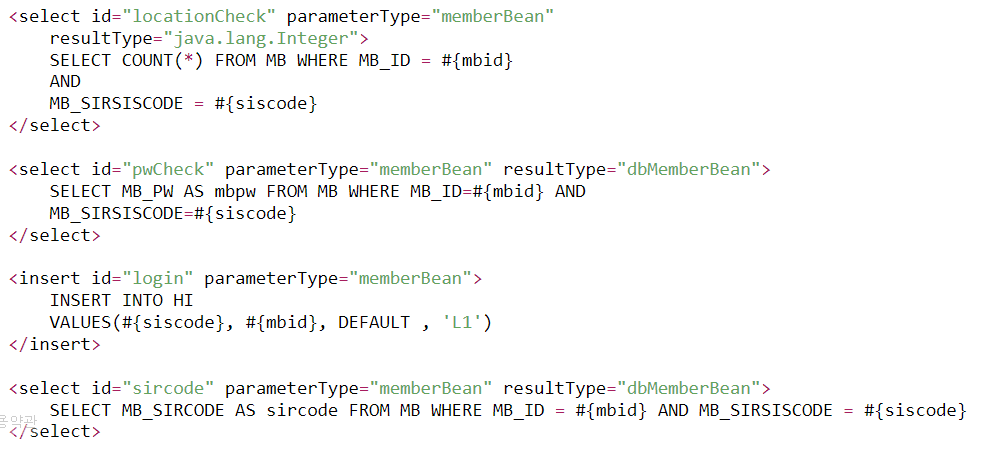 <select id="locationCheck" parameterType="memberBean"
resultType="java.lang.Integer">
SELECT COUNT(*) FROM MB WHERE MB_ID = #{mbid}
AND
MB_SIRSISCODE = #{siscode}
</select>
<select id="pwCheck" parameterType="memberBean" resultType="dbMemberBean">
SELECT MB_PW AS mbpw FROM MB WHERE MB_ID=#{mbid} AND
MB_SIRSISCODE=#{siscode}
</select>
<insert id="login" parameterType="memberBean">
INSERT INTO HI
VALUES(#{siscode}, #{mbid}, DEFAULT , 'L1')
</insert>
<select id="sircode" parameterType="memberBean" resultType="dbMemberBean">
SELECT MB_SIRCODE AS sircode FROM MB WHERE MB_ID = #{mbid} AND MB_SIRSISCODE = #{siscode}
용약관
</select>